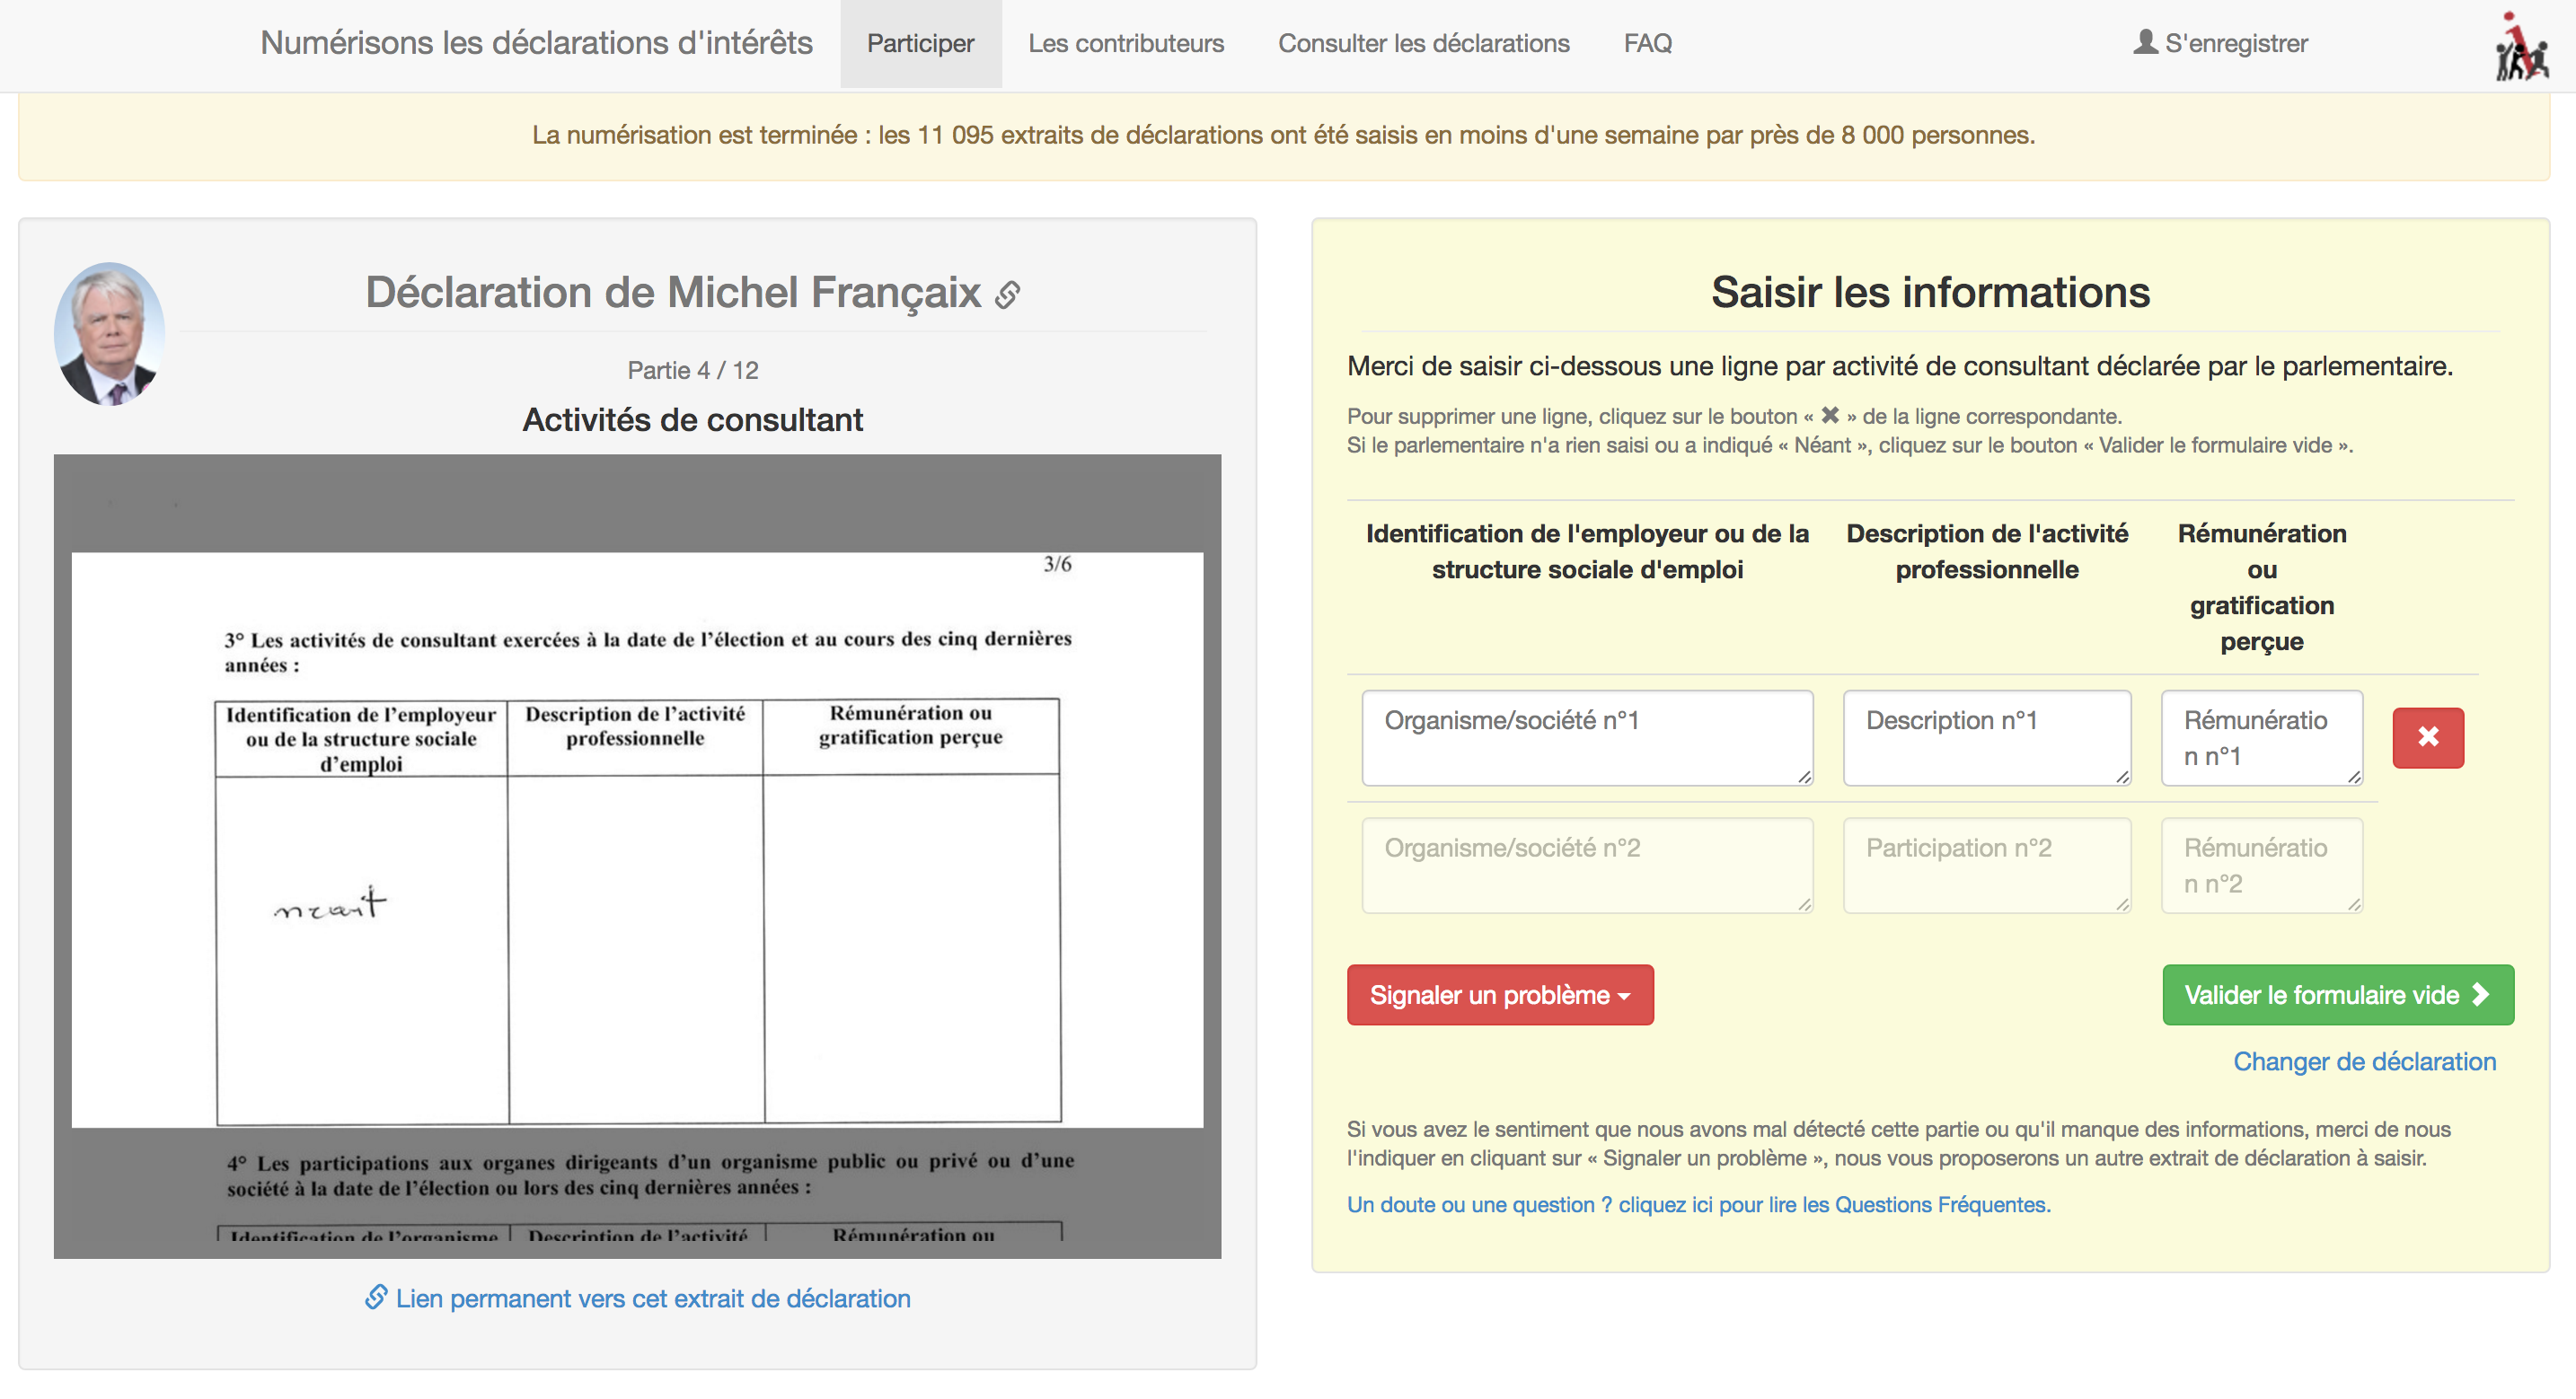 Numérisons les déclarations d'intérêts
Participer
Les contributeurs
Consulter les déclarations
FAQ
S'enregistrer
La numérisation est terminée : les 11 095 extraits de déclarations ont été saisis en moins d'une semaine par près de 8 000 personnes.
Déclaration de Michel Françaix
Partie 4 / 12
Activités de consultant
3/6
3° Les activités de consultant exercées à la date de l'élection et au cours des cinq dernières
années :
Identification de l'employeur
ou de la structure sociale
d'emploi
Description de l'activité
professionnelle
Rémunération ou
gratification perçue
néant
4° Les participations aux organes dirigeants d'un organisme public ou privé ou d'une
société à la date de l'élection ou lors des cinq dernières années :
Identification de l'organisme
Description de l'activité
Rémunération ou
Lien permanent vers cet extrait de déclaration
Saisir les informations
Merci de saisir ci-dessous une ligne par activité de consultant déclarée par le parlementaire.
Pour supprimer une ligne, cliquez sur le bouton « ✖ » de la ligne correspondante.
Si le parlementaire n'a rien saisi ou a indiqué « Néant », cliquez sur le bouton « Valider le formulaire vide ».
Identification de l'employeur ou de la
structure sociale d'emploi
Description de l'activité
professionnelle
Rémunération
ou
gratification
perçue
Organisme/société n°1
Description n°1
Rémunératio
n n°1
Organisme/société n°2
Participation n°2
Rémunératio
n n°2
Signaler un problème
Valider le formulaire vide
Changer de déclaration
Si vous avez le sentiment que nous avons mal détecté cette partie ou qu'il manque des informations, merci de nous
l'indiquer en cliquant sur « Signaler un problème », nous vous proposerons un autre extrait de déclaration à saisir.
Un doute ou une question ? cliquez ici pour lire les Questions Fréquentes.